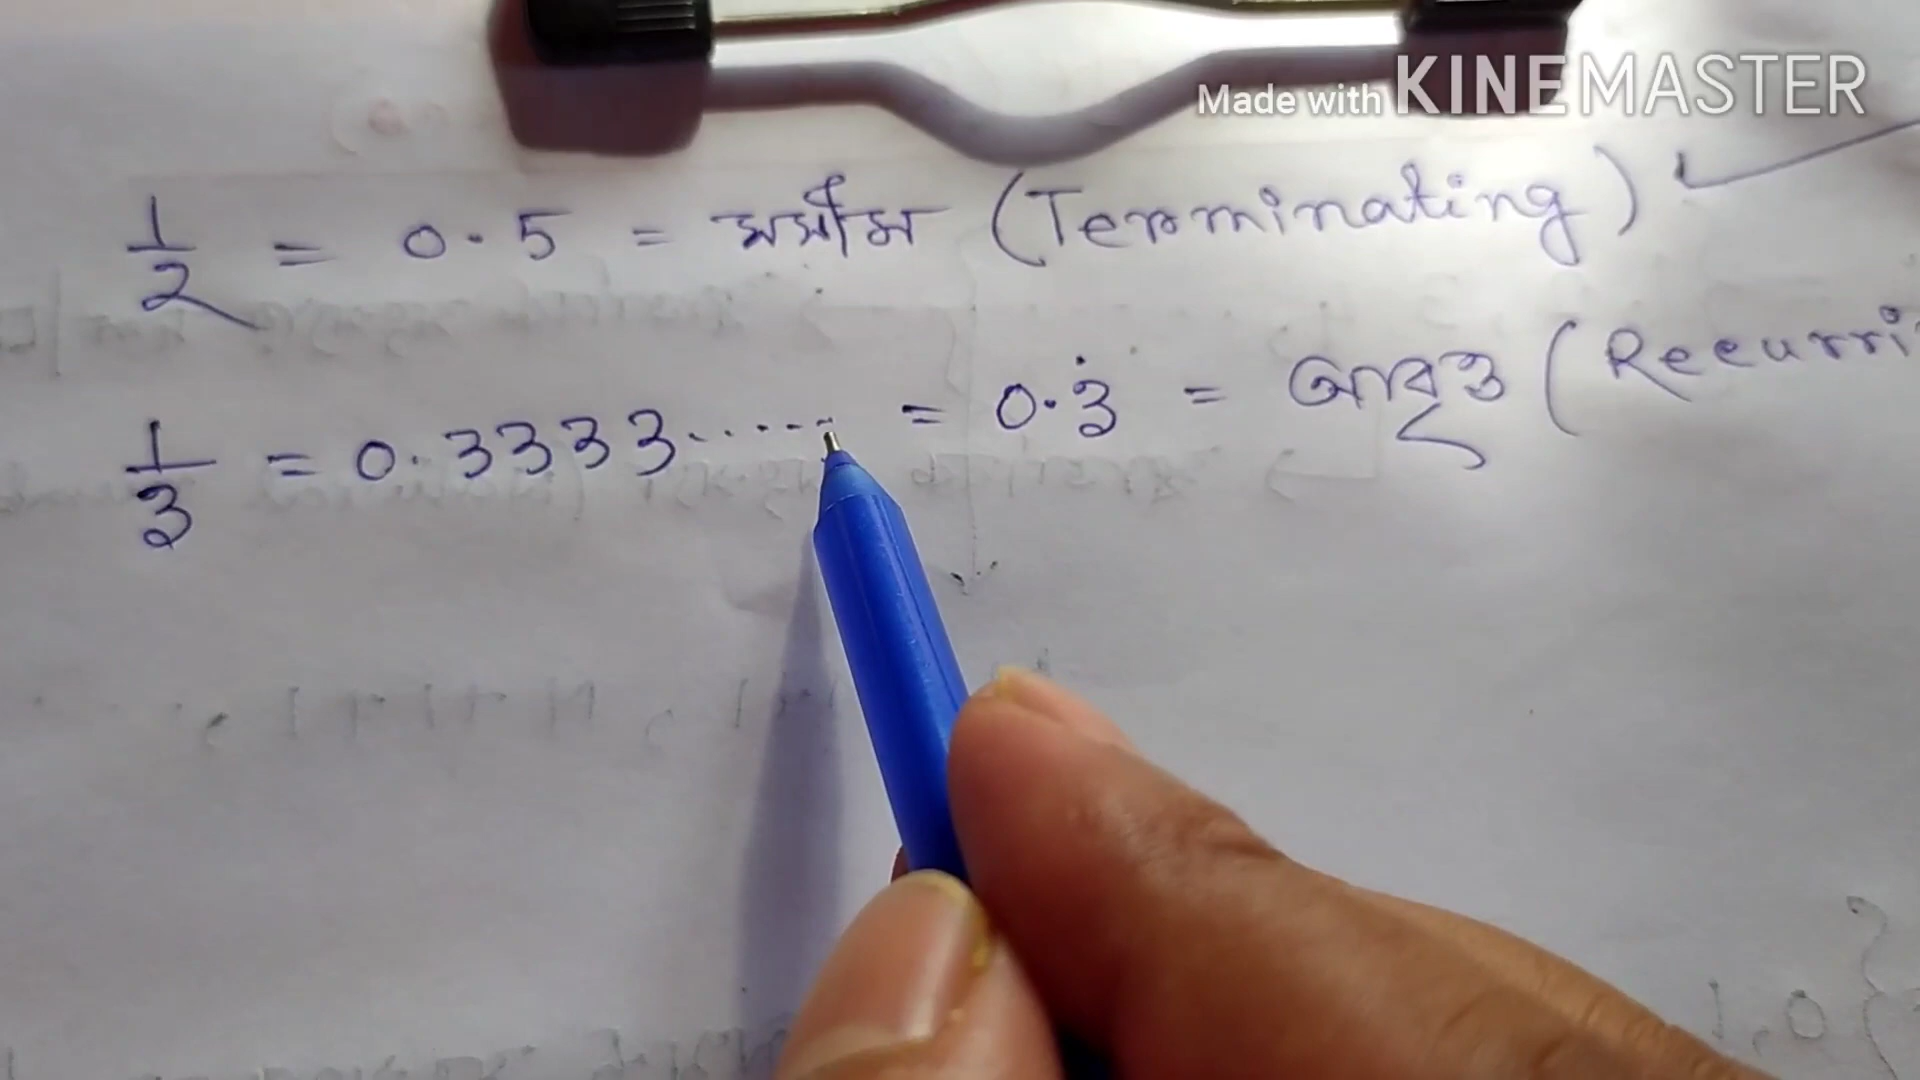 Made with KINEMASTER
1/2 = 0.5 = সসীম (Terminating)
1/3 = 0.3333..... = 0.3̇ = আবৃত্ত (Recurri